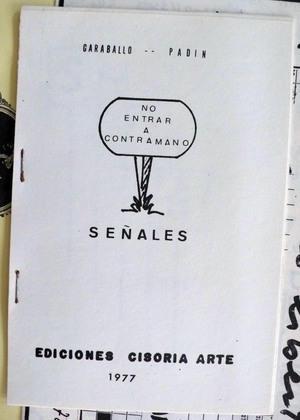 GARABALLO -- PADIN
NO
ENTRAR
A
CONTRAMANO
SEÑALES
EDICIONES CISORIA ARTE
1977